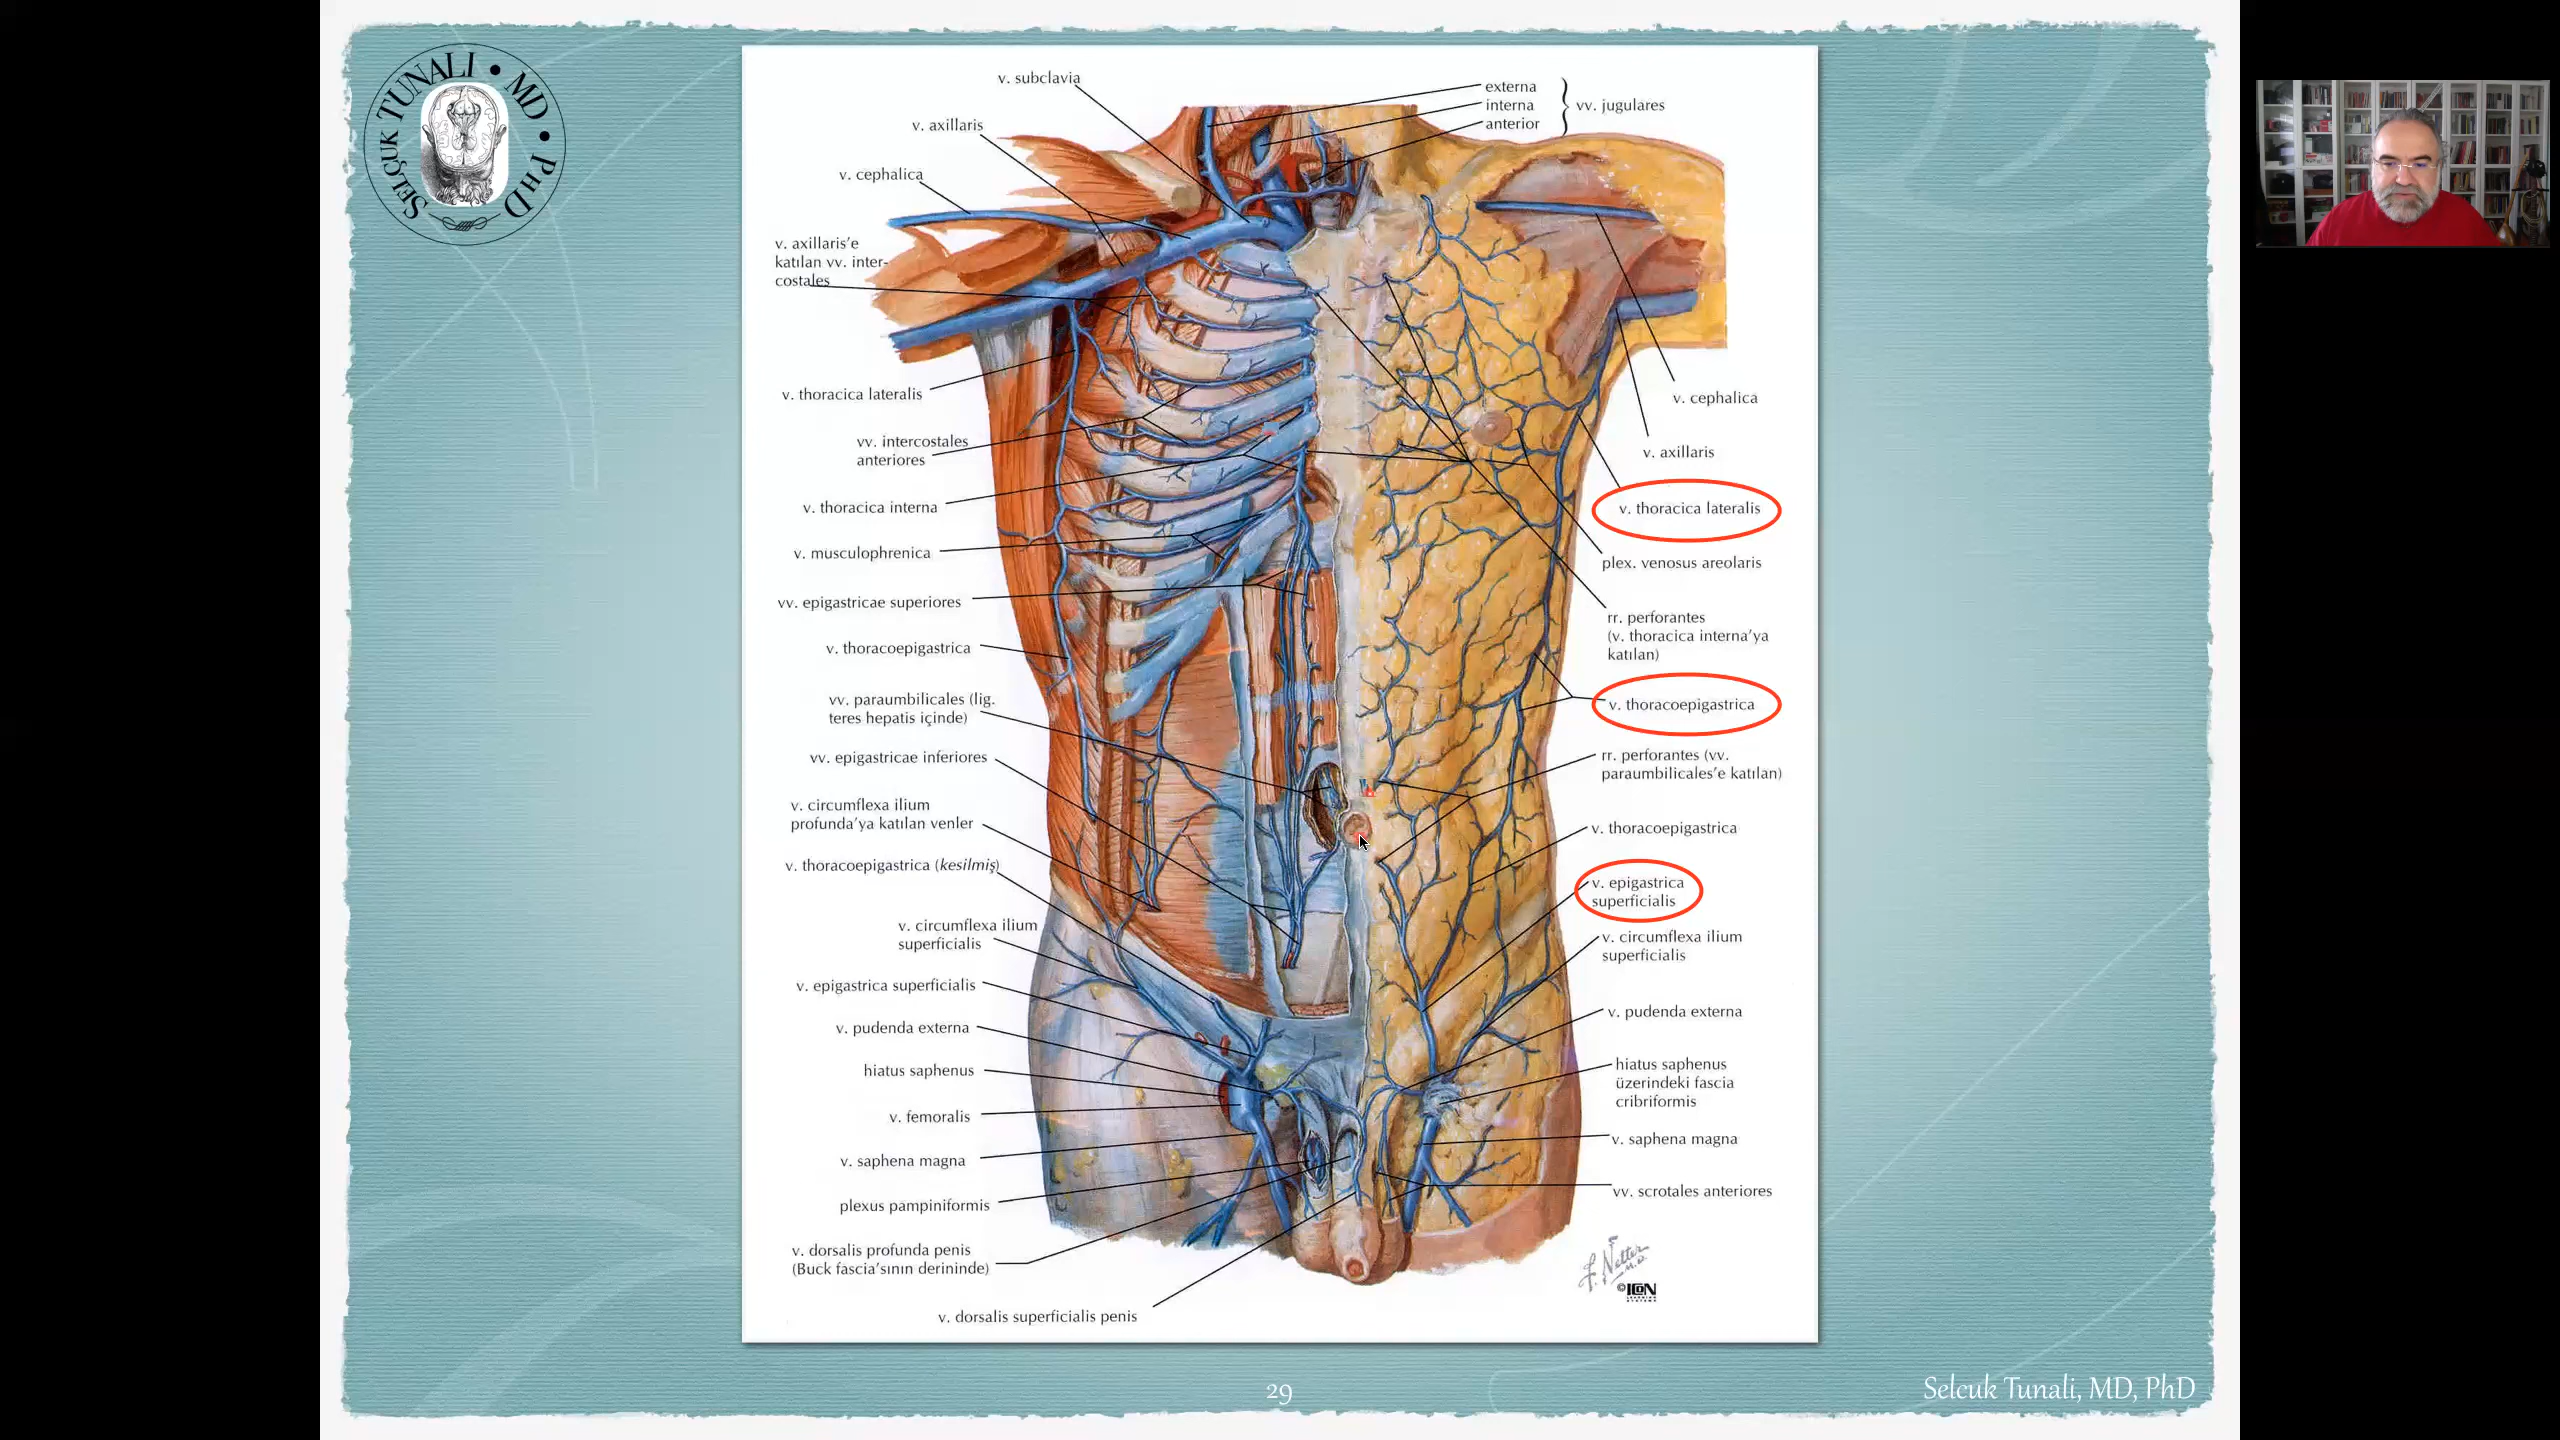 SELÇUK TUNALI • MD • PhD
v. subclavia
v. axillaris
v. cephalica
v. axillaris'e
katılan vv. inter-
costales
v. thoracica lateralis
vv. intercostales
anteriores
v. thoracica interna
v. musculophrenica
vv. epigastricae superiores
v. thoracoepigastrica
vv. paraumbilicales (lig.
teres hepatis içinde)
vv. epigastricae inferiores
v. circumflexa ilium
profunda'ya katılan venler
v. thoracoepigastrica (kesilmiş)
v. circumflexa ilium
superficialis
v. epigastrica superficialis
v. pudenda externa
hiatus saphenus
v. femoralis
v. saphena magna
plexus pampiniformis
v. dorsalis profunda penis
(Buck fascia'sının derininde)
v. dorsalis superficialis penis
externa
interna
anterior
vv. jugulares
v. cephalica
v. axillaris
v. thoracica lateralis
plex. venosus areolaris
rr. perforantes
(v. thoracica interna'ya
katılan)
v. thoracoepigastrica
rr. perforantes (vv.
paraumbilicales'e katılan)
v. thoracoepigastrica
v. epigastrica
superficialis
v. circumflexa ilium
superficialis
v. pudenda externa
hiatus saphenus
üzerindeki fascia
cribriformis
v. saphena magna
vv. scrotales anteriores
F. Netter
M.D.
©ICON
29
Selcuk Tunali, MD, PhD